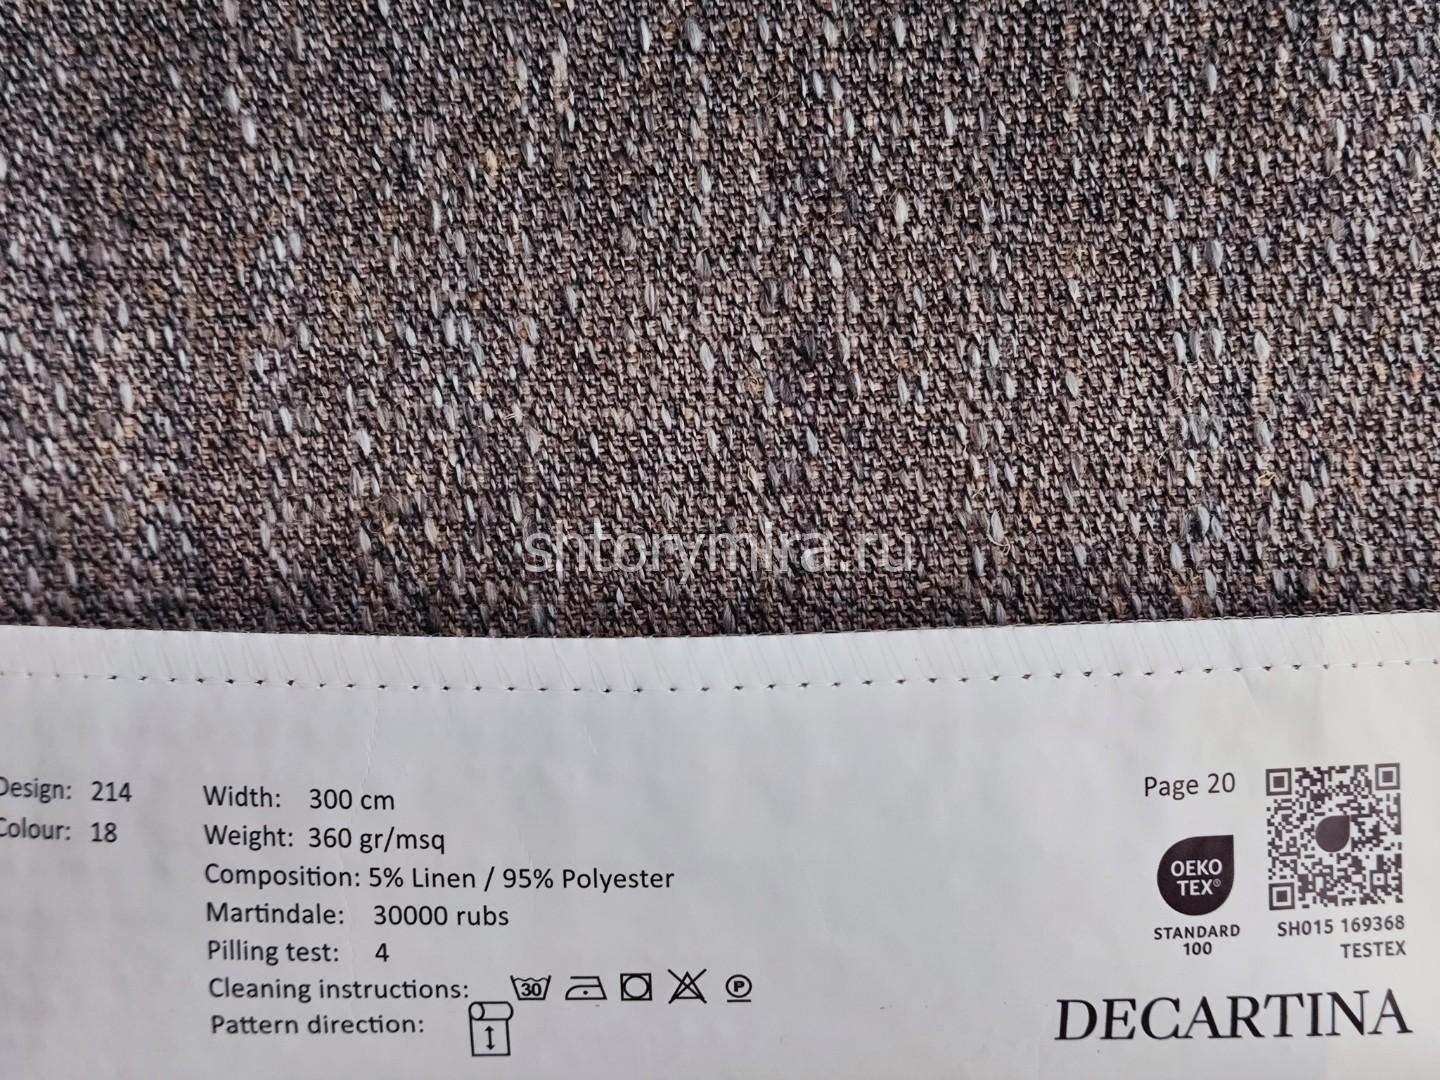 shtorymira.ru
Design: 214
Colour: 18
Width: 300 cm
Weight: 360 gr/msq
Composition: 5% Linen / 95% Polyester
Martindale: 30000 rubs
Pilling test: 4
Cleaning instructions: 30 P
Pattern direction:
Page 20
OEKO
TEX®
STANDARD
100
SH015 169368
TESTEX
DECARTINA